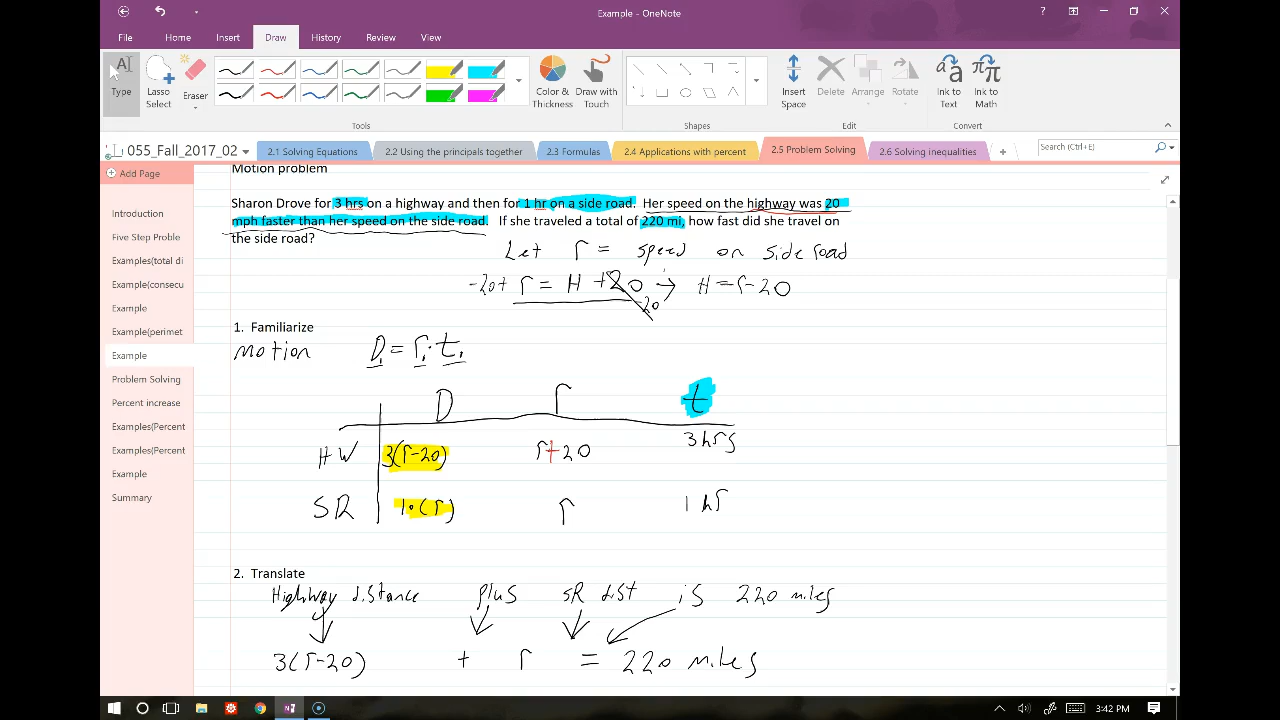 Example - OneNote
?
File Home Insert Draw History Review View
Type
Lasso Select
Eraser
Color & Thickness
Draw with Touch
Insert Space
Delete
Arrange
Rotate
Ink to Text
Ink to Math
Tools Shapes Edit Convert
055_Fall_2017_02
2.1 Solving Equations
2.2 Using the principals together
2.3 Formulas
2.4 Applications with percent
2.5 Problem Solving
2.6 Solving inequalities
+
Search (Ctrl+E)
Add Page
Introduction
Five Step Proble
Examples(total di
Examples(consecu
Example
Example(perimet
Example
Problem Solving
Percent increase
Examples(Percent
Examples(Percent
Example
Summary
Motion problem
Sharon Drove for 3 hrs on a highway and then for 1 hr on a side road. Her speed on the highway was 20
mph faster than her speed on the side road. If she traveled a total of 220 mi, how fast did she travel on
the side road?
Let r = speed on side road
-20+ r = H +20 -20 → H = r-20
1. Familiarize
motion D₁ = r₁·t₁
D r t
HW 3(r-20) r+20 3hrs
SR 1·(r) r 1 hr
2. Translate
Highway distance plus SR dist is 220 miles
3(r-20) + r = 220 miles
3:42 PM